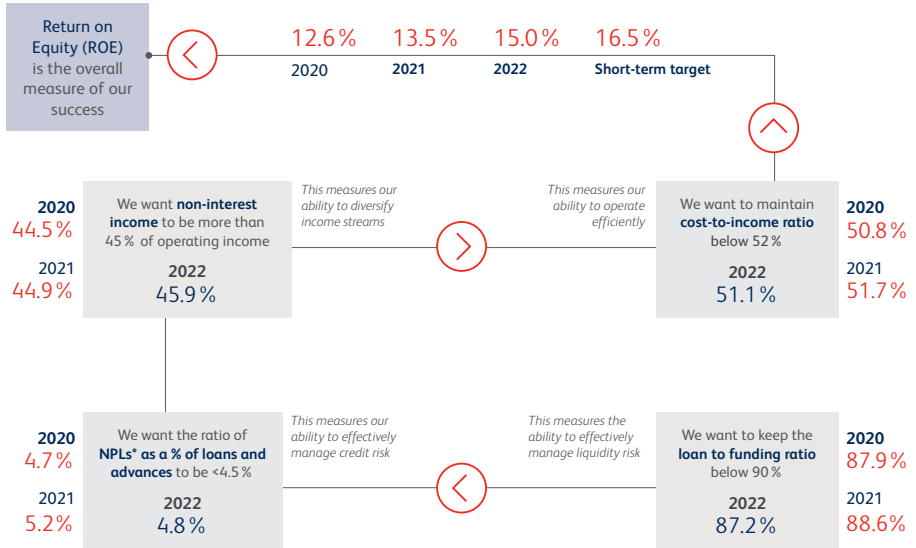 Return on
Equity (ROE)
is the overall
measure of our
success
12.6 %
13.5 %
15.0 %
16.5 %
2020
2021
2022
Short-term target
2020
44.5 %
2021
44.9 %
We want non-interest
income to be more than
45 % of operating income
2022
45.9 %
This measures our
ability to diversify
income streams
This measures our
ability to operate
efficiently
We want to maintain
cost-to-income ratio
below 52 %
2022
51.1 %
2020
50.8 %
2021
51.7 %
2020
4.7 %
2021
5.2 %
We want the ratio of
NPLs* as a % of loans and
advances to be <4.5 %
2022
4.8 %
This measures our
ability to effectively
manage credit risk
This measures the
ability to effectively
manage liquidity risk
We want to keep the
loan to funding ratio
below 90 %
2022
87.2 %
2020
87.9 %
2021
88.6 %